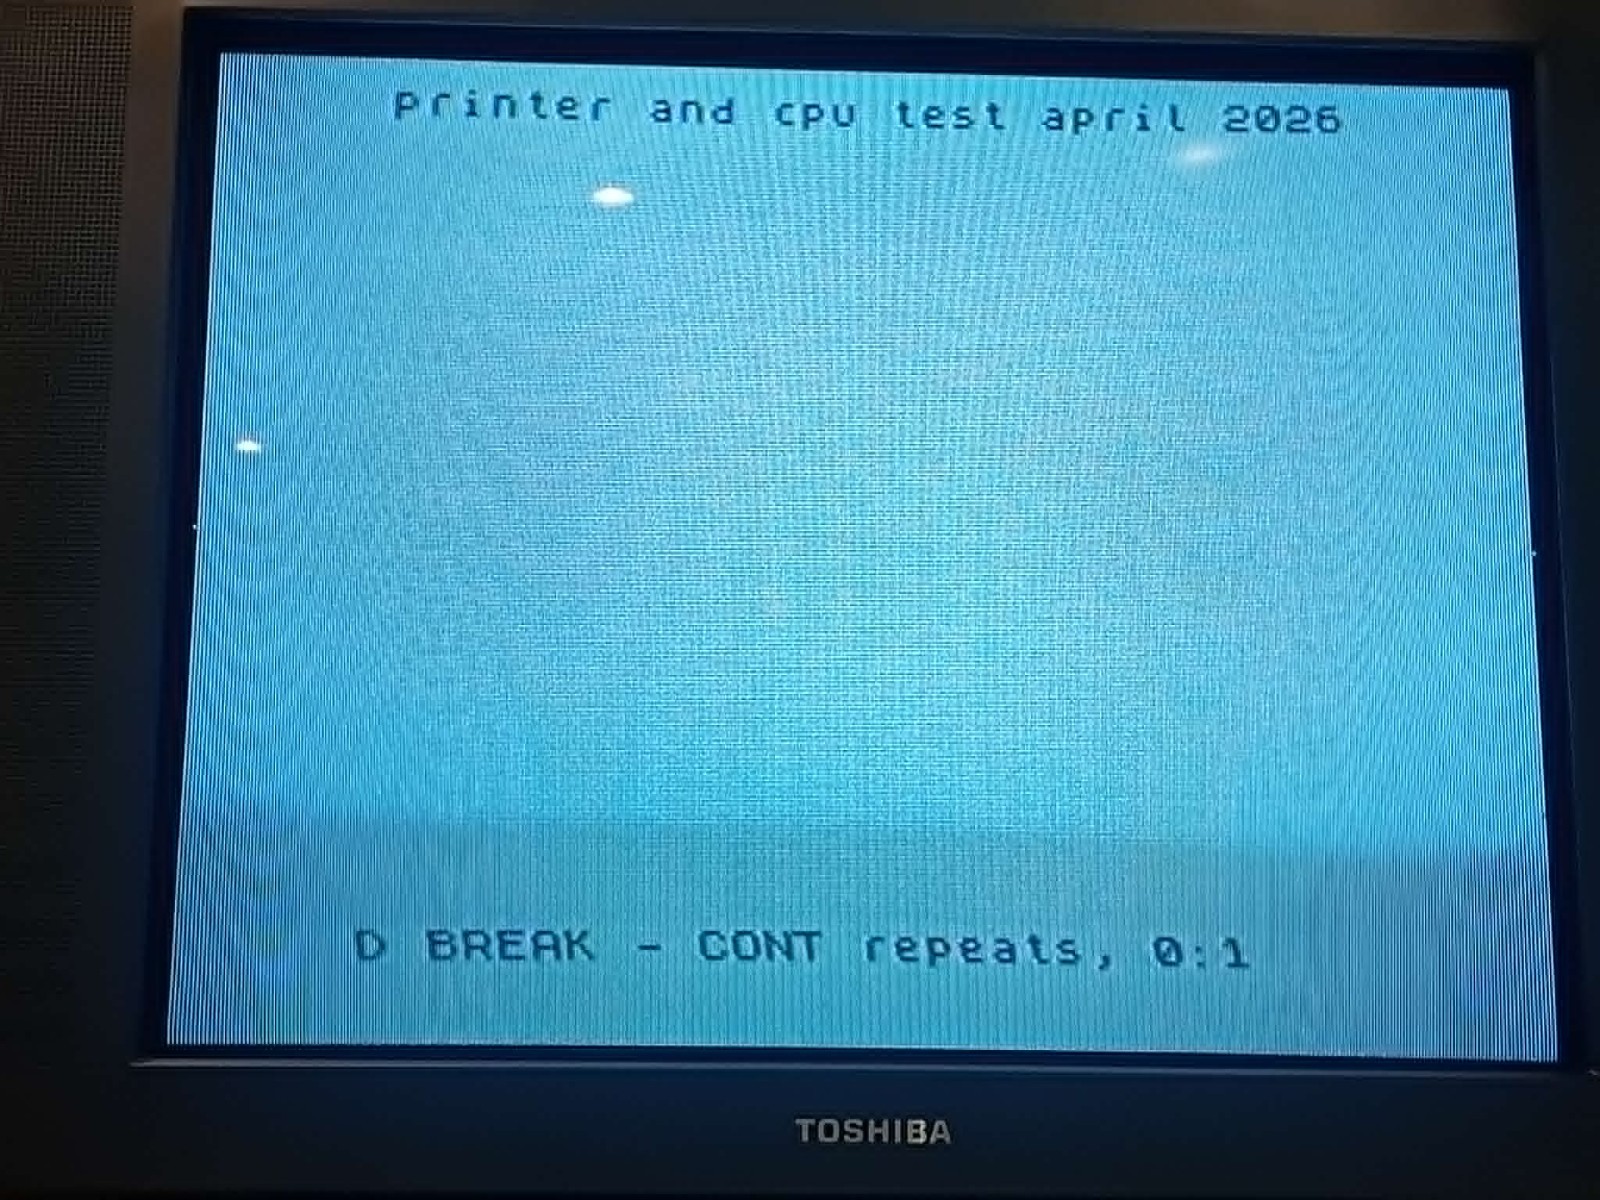 printer and cpu test april 2026
D BREAK - CONT repeats, 0:1
TOSHIBA